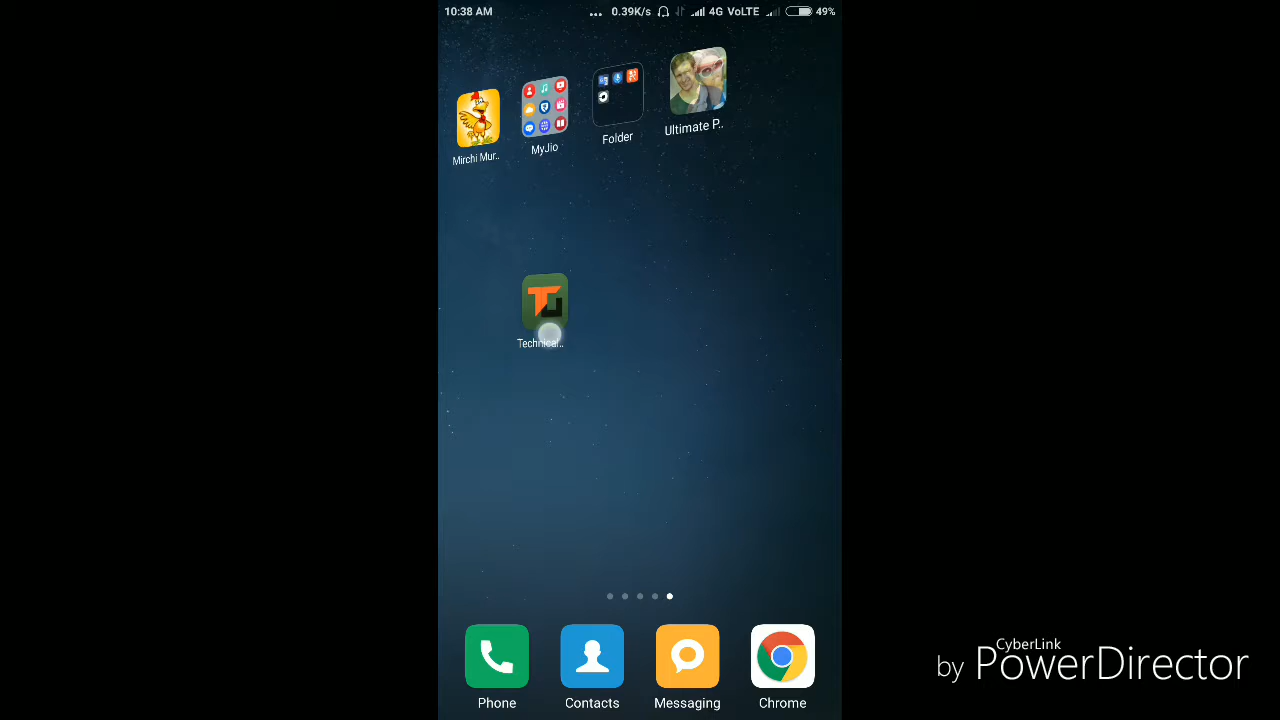 10:38 AM
... 0.39K/s 4G VoLTE 49%
Mirchi Mur..
MyJio
Folder
Ultimate P..
Technical..
Phone
Contacts
Messaging
Chrome
CyberLink
by PowerDirector